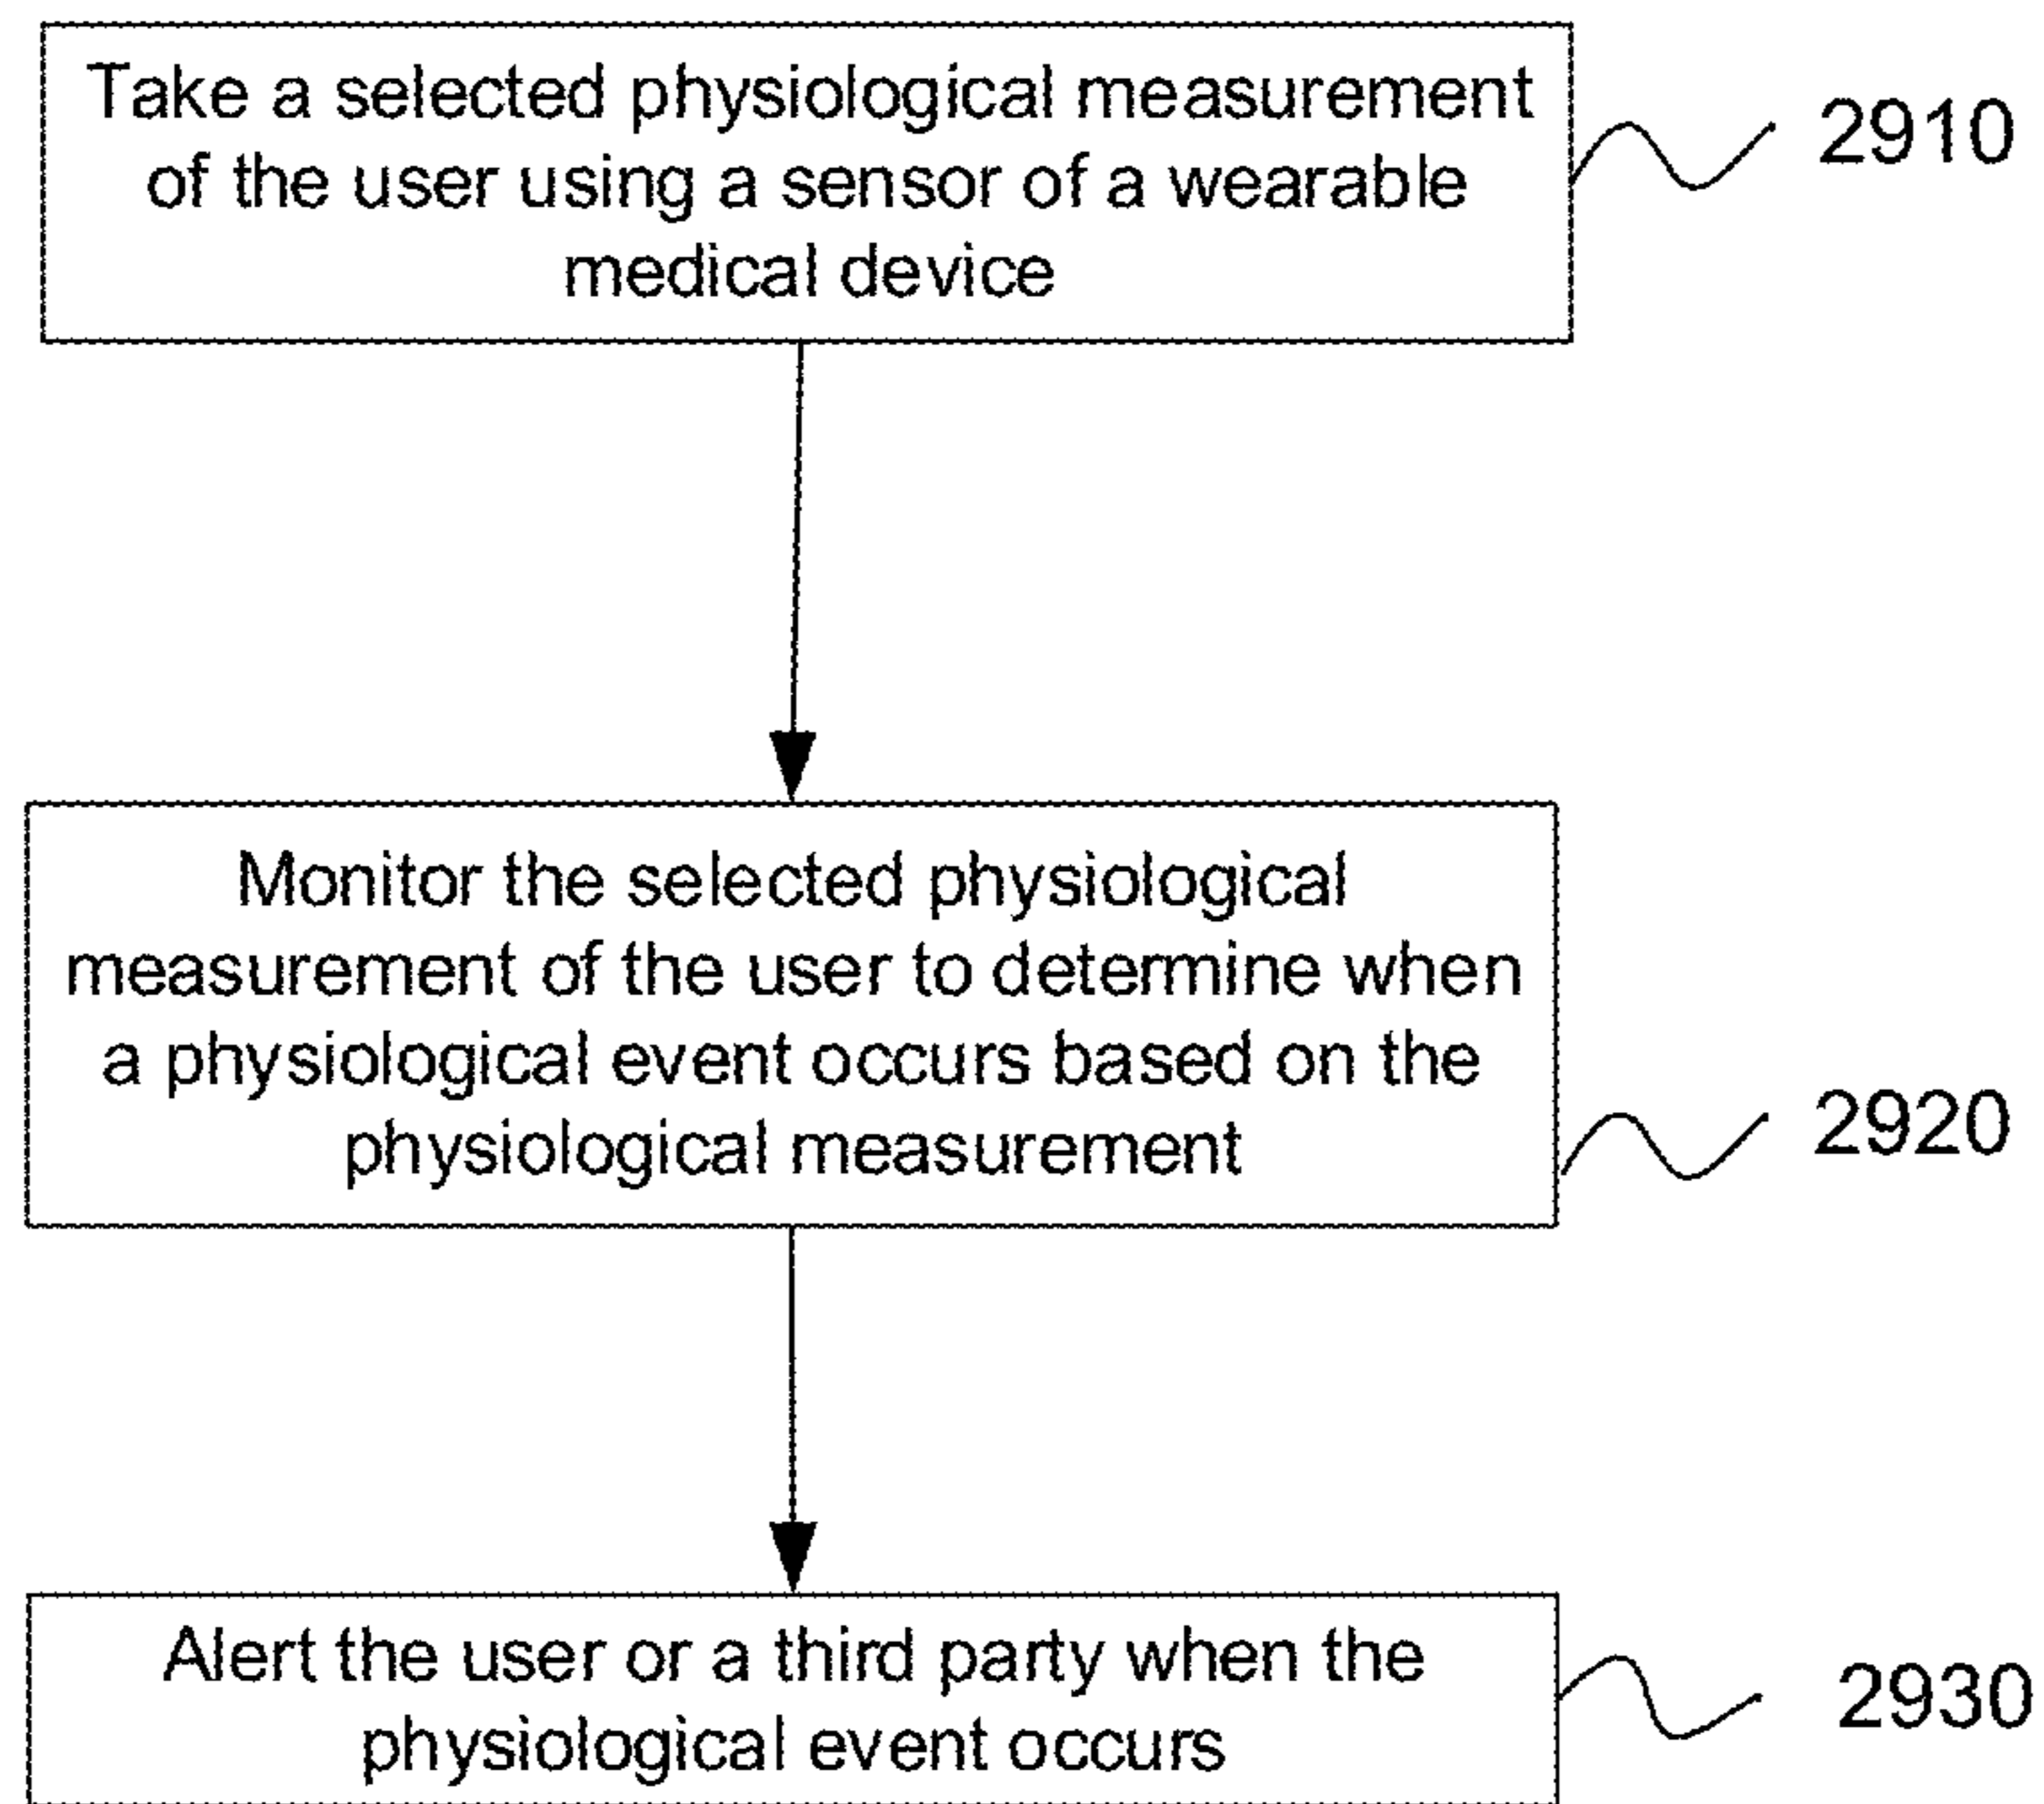 Take a selected physiological measurement
of the user using a sensor of a wearable
medical device
2910
Monitor the selected physiological
measurement of the user to determine when
a physiological event occurs based on the
physiological measurement
2920
Alert the user or a third party when the
physiological event occurs
2930